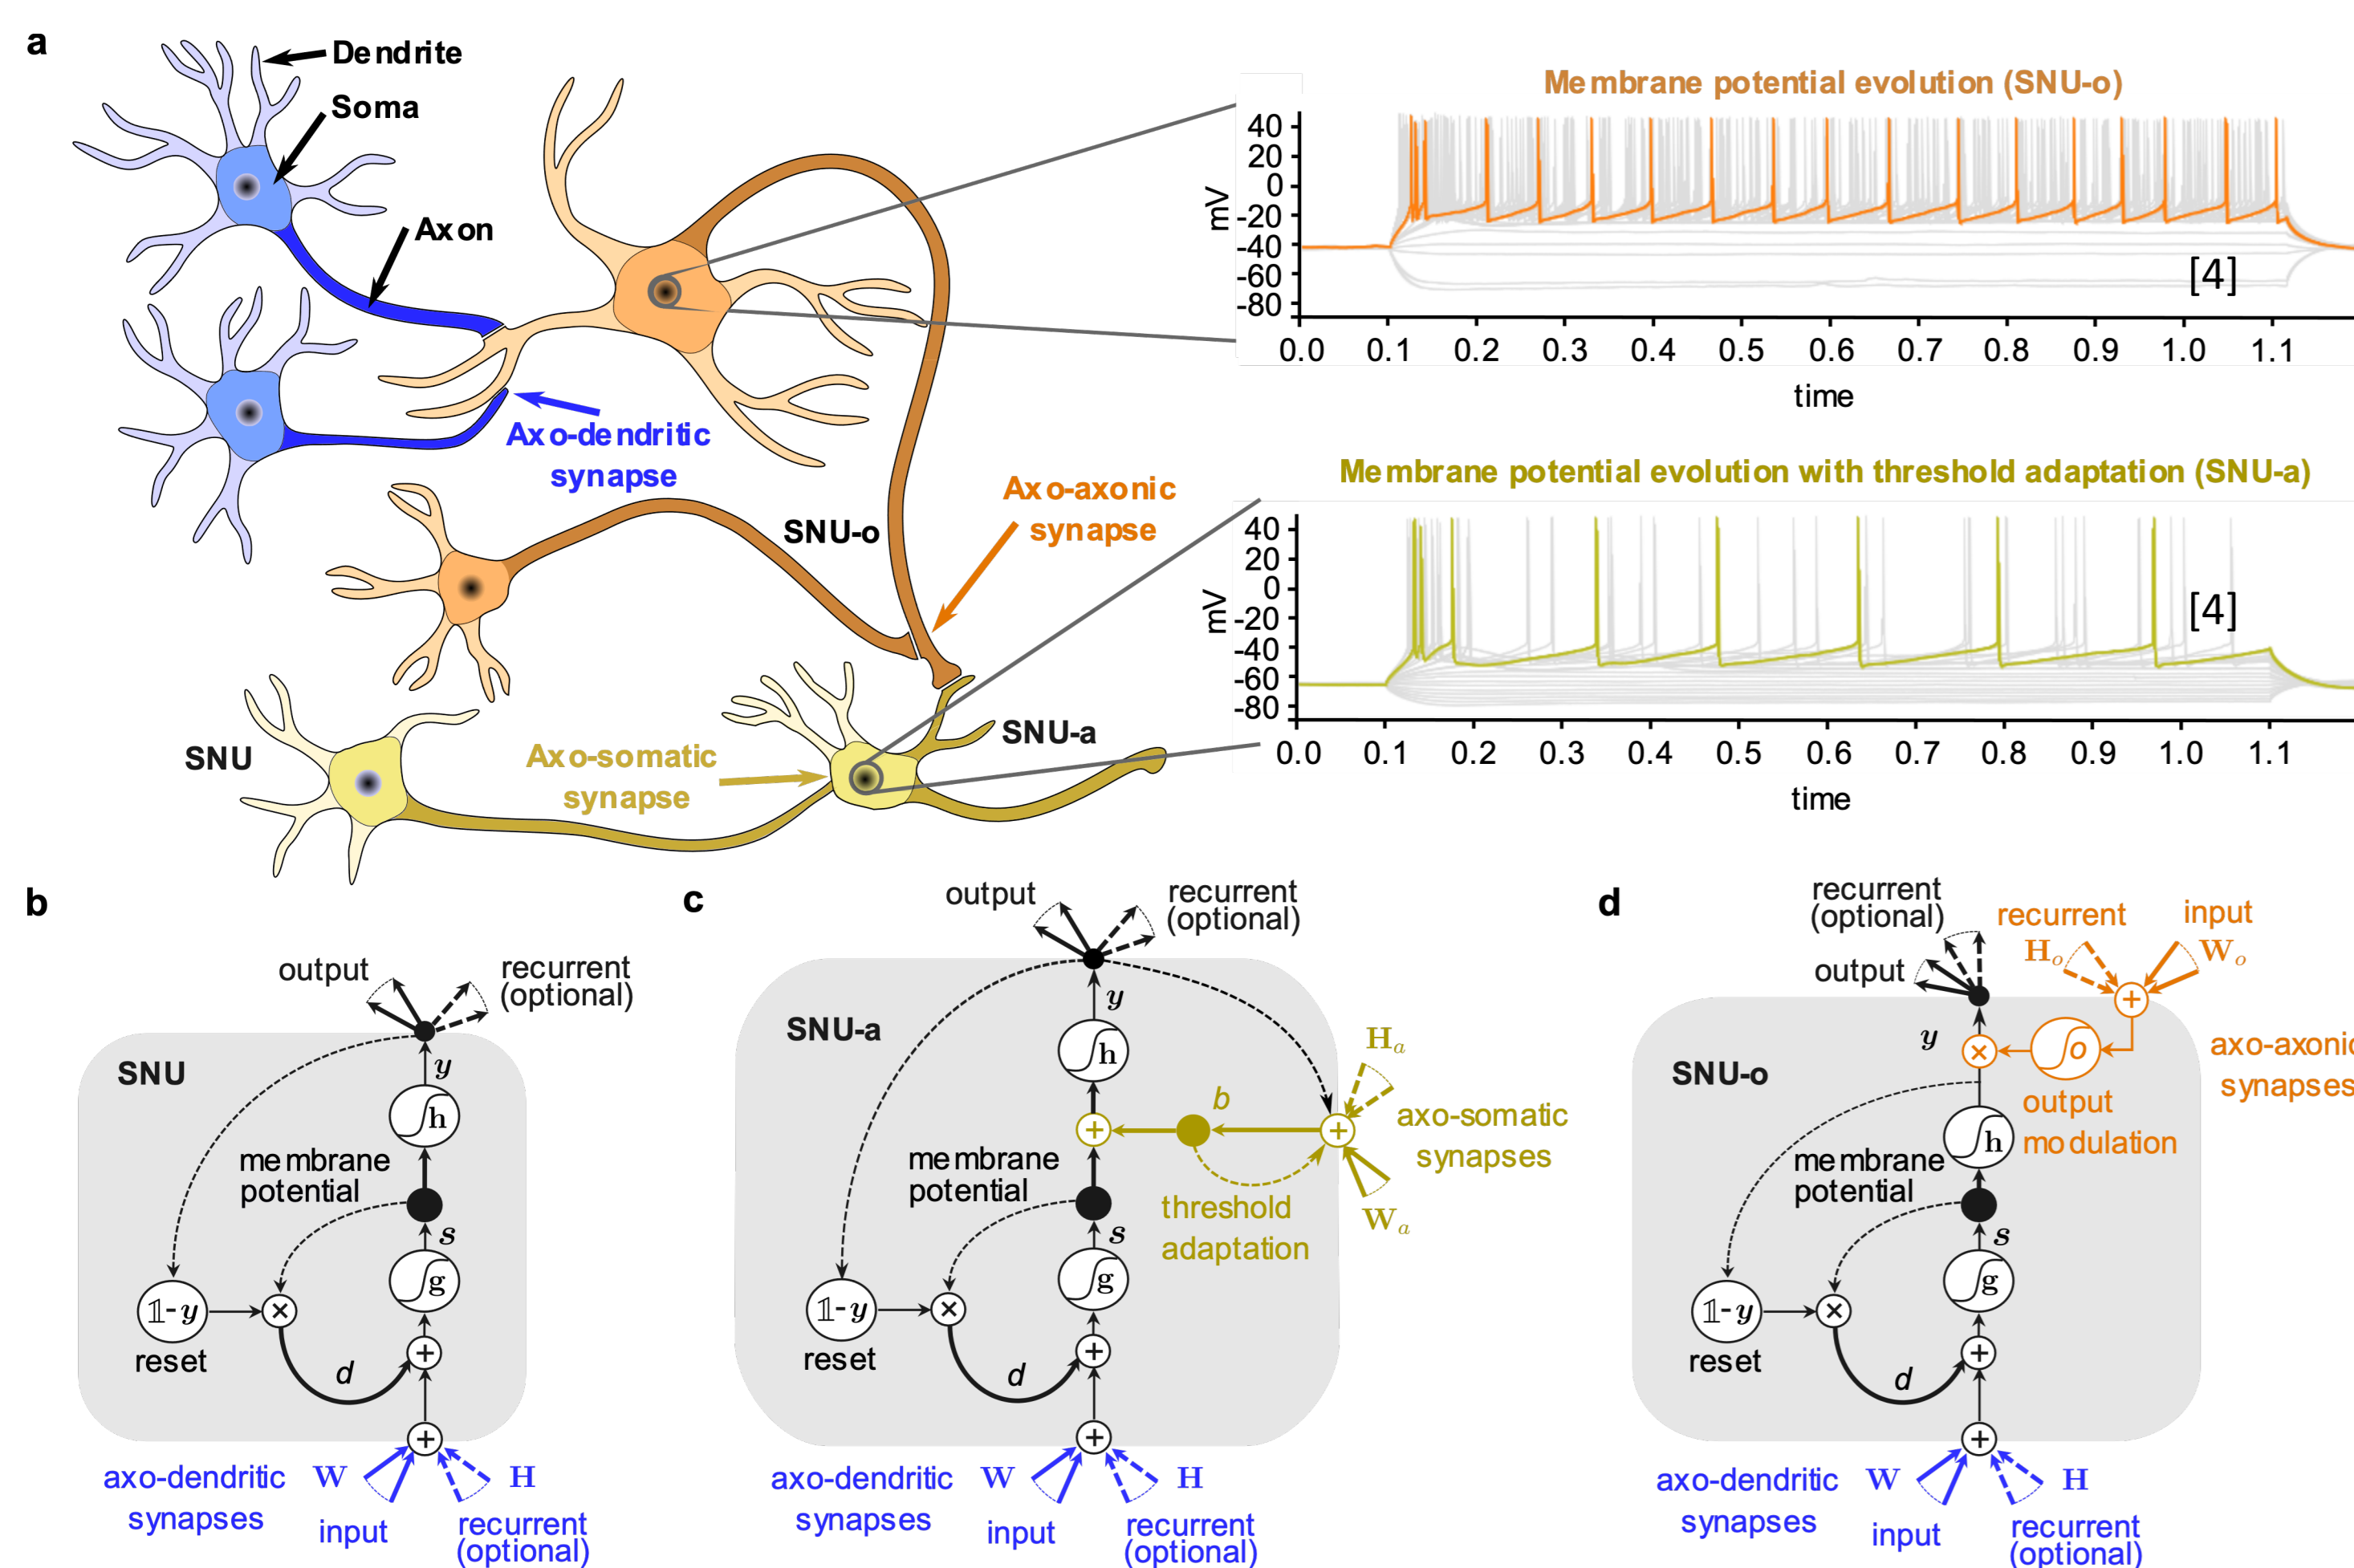 a
Dendrite
Soma
Axon
Axo-dendritic
synapse
SNU-o
Axo-axonic
synapse
SNU
Axo-somatic
synapse
SNU-a
Membrane potential evolution (SNU-o)
40
20
0
-20
-40
-60
-80
mV
[4]
0.0 0.1 0.2 0.3 0.4 0.5 0.6 0.7 0.8 0.9 1.0 1.1
time
Membrane potential evolution with threshold adaptation (SNU-a)
40
20
0
-20
-40
-60
-80
mV
[4]
0.0 0.1 0.2 0.3 0.4 0.5 0.6 0.7 0.8 0.9 1.0 1.1
time
b
output
recurrent
(optional)
SNU
y
h
membrane
potential
s
g
𝟙-y
×
reset
d
+
+
axo-dendritic
synapses
W
H
input
recurrent
(optional)
c
output
recurrent
(optional)
SNU-a
y
h
H a
b
+
+
axo-somatic
synapses
membrane
potential
threshold
adaptation
W a
s
g
𝟙-y
×
reset
d
+
+
axo-dendritic
synapses
W
H
input
recurrent
(optional)
d
recurrent
(optional)
output
recurrent
H o
input
W o
+
y
×
o
axo-axonic
synapses
SNU-o
output
modulation
h
membrane
potential
s
g
𝟙-y
×
reset
d
+
+
axo-dendritic
synapses
W
H
input
recurrent
(optional)